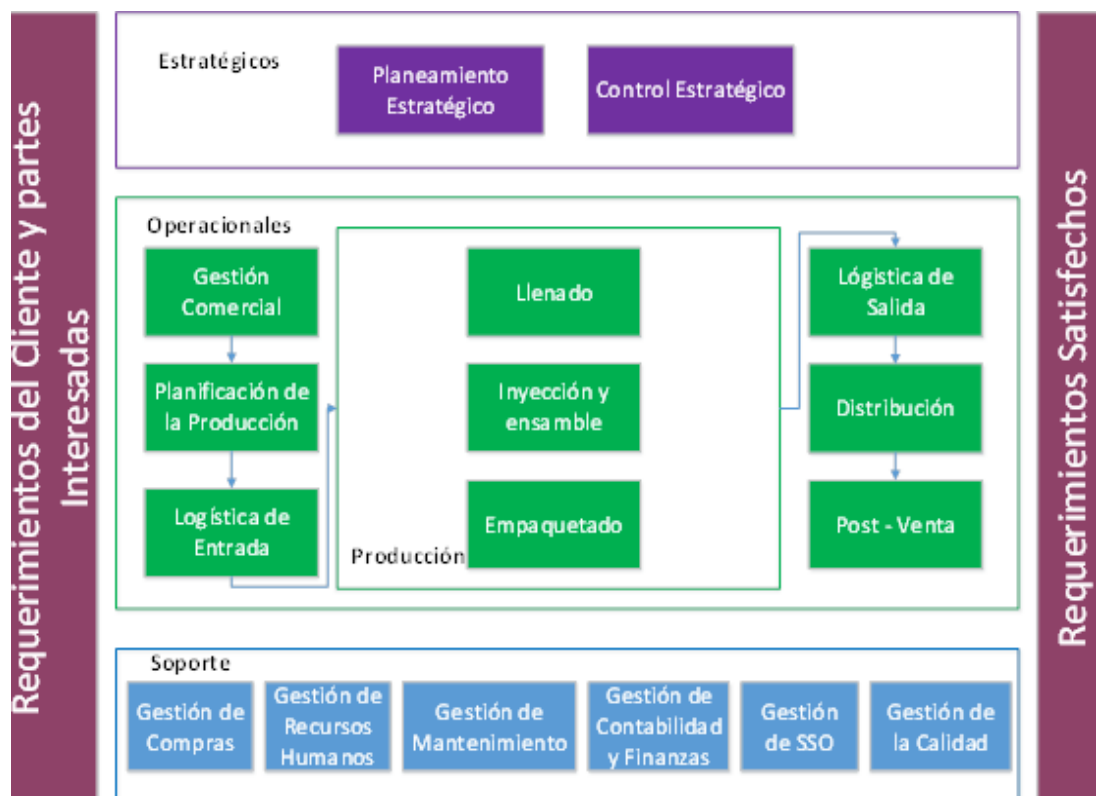 Requerimientos del Cliente y partes
Interesadas
Estratégicos
Planeamiento
Estratégico
Control Estratégico
Operacionales
Gestión
Comercial
Planificación de
la Producción
Logística de
Entrada
Llenado
Inyección y
ensamble
Empaquetado
Producción
Lógistica de
Salida
Distribución
Post - Venta
Soporte
Gestión de
Compras
Gestión de
Recursos
Humanos
Gestión de
Mantenimiento
Gestión de
Contabilidad
y Finanzas
Gestión
de SSO
Gestión de
la Calidad
Requerimientos Satisfechos